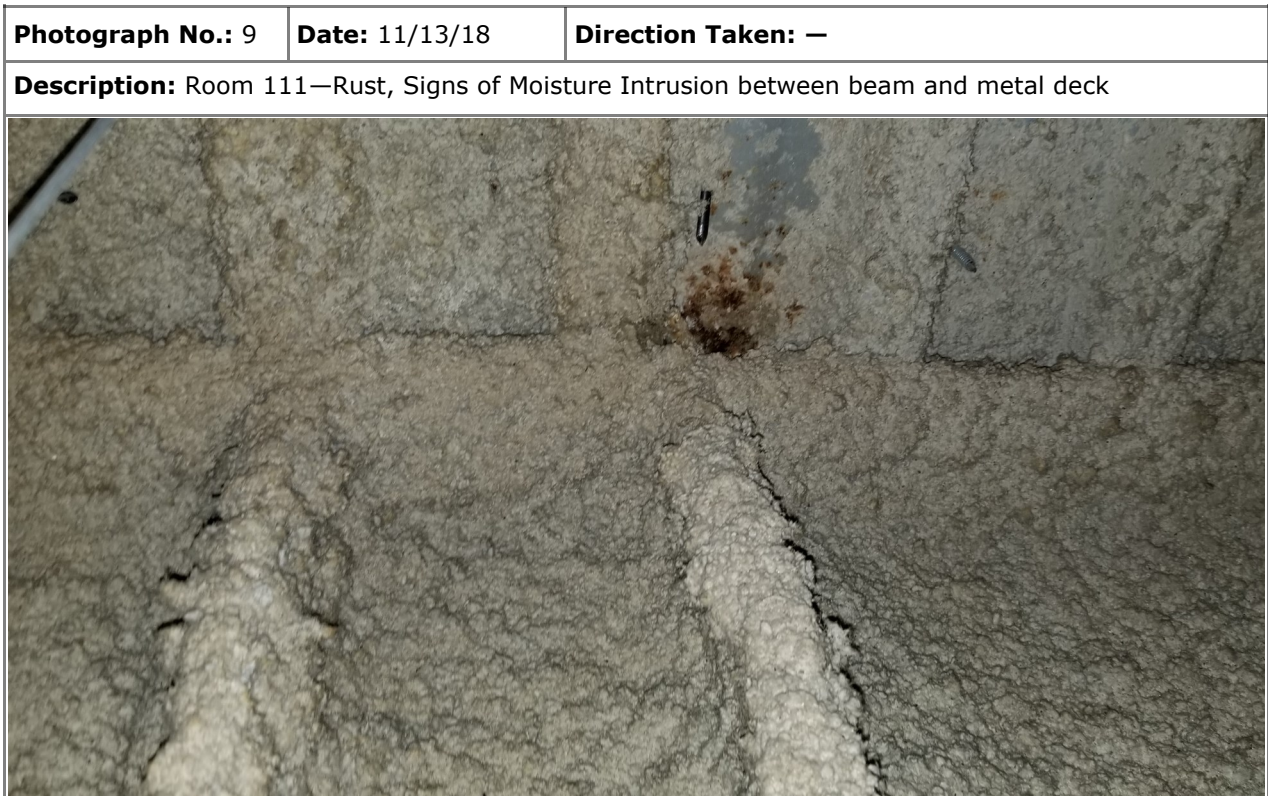 Photograph No.: 9 Date: 11/13/18 Direction Taken: —
Description: Room 111—Rust, Signs of Moisture Intrusion between beam and metal deck